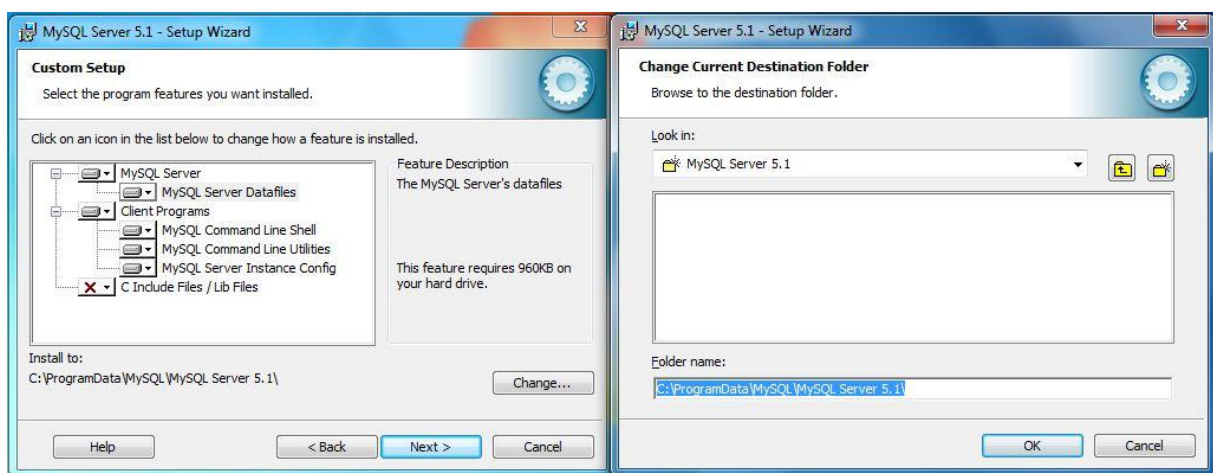 MySQL Server 5.1 - Setup Wizard
Custom Setup
Select the program features you want installed.
Click on an icon in the list below to change how a feature is installed.
MySQL Server
MySQL Server Datafiles
Client Programs
MySQL Command Line Shell
MySQL Command Line Utilities
MySQL Server Instance Config
C Include Files / Lib Files
Feature Description
The MySQL Server's datafiles
This feature requires 960KB on
your hard drive.
Install to:
C:\ProgramData\MySQL\MySQL Server 5.1\
Change...
Help
< Back
Next >
Cancel
MySQL Server 5.1 - Setup Wizard
Change Current Destination Folder
Browse to the destination folder.
Look in:
MySQL Server 5.1
Folder name:
C:\ProgramData\MySQL\MySQL Server 5.1\
OK
Cancel